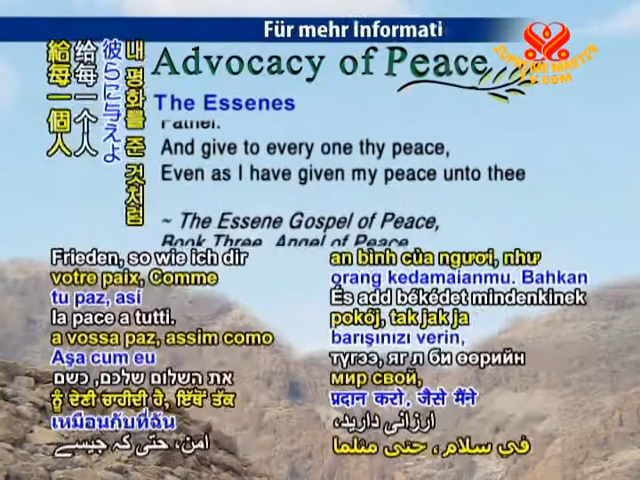 Für mehr Informati
SUPREME MASTER
TV.COM
給每一個人
给每一个人
彼らに与えよ
내 평화를 준 것처럼
Advocacy of Peace
The Essenes
Father.
And give to every one thy peace,
Even as I have given my peace unto thee
~ The Essene Gospel of Peace,
Book Three, Angel of Peace
Frieden, so wie ich dir
votre paix, Comme
tu paz, así
la pace a tutti.
a vossa paz, assim como
Aşa cum eu
את השלום שלכם, כשם
ਨੂੰ ਦੇਣੀ ਚਾਹੀਦੀ ਹੈ, ਇੱਥੋਂ ਤੱਕ
เหมือนกับที่ฉัน
امن، حتٰی کہ جیسے
an bình của ngươi, như
orang kedamaianmu. Bahkan
És add békédet mindenkinek
pokój, tak jak ja
barışınızı verin,
түгээ, яг л би өөрийн
мир свой,
प्रदान करो, जैसे मैंने
ارزانی دارید،
في سلام، حتى مثلما